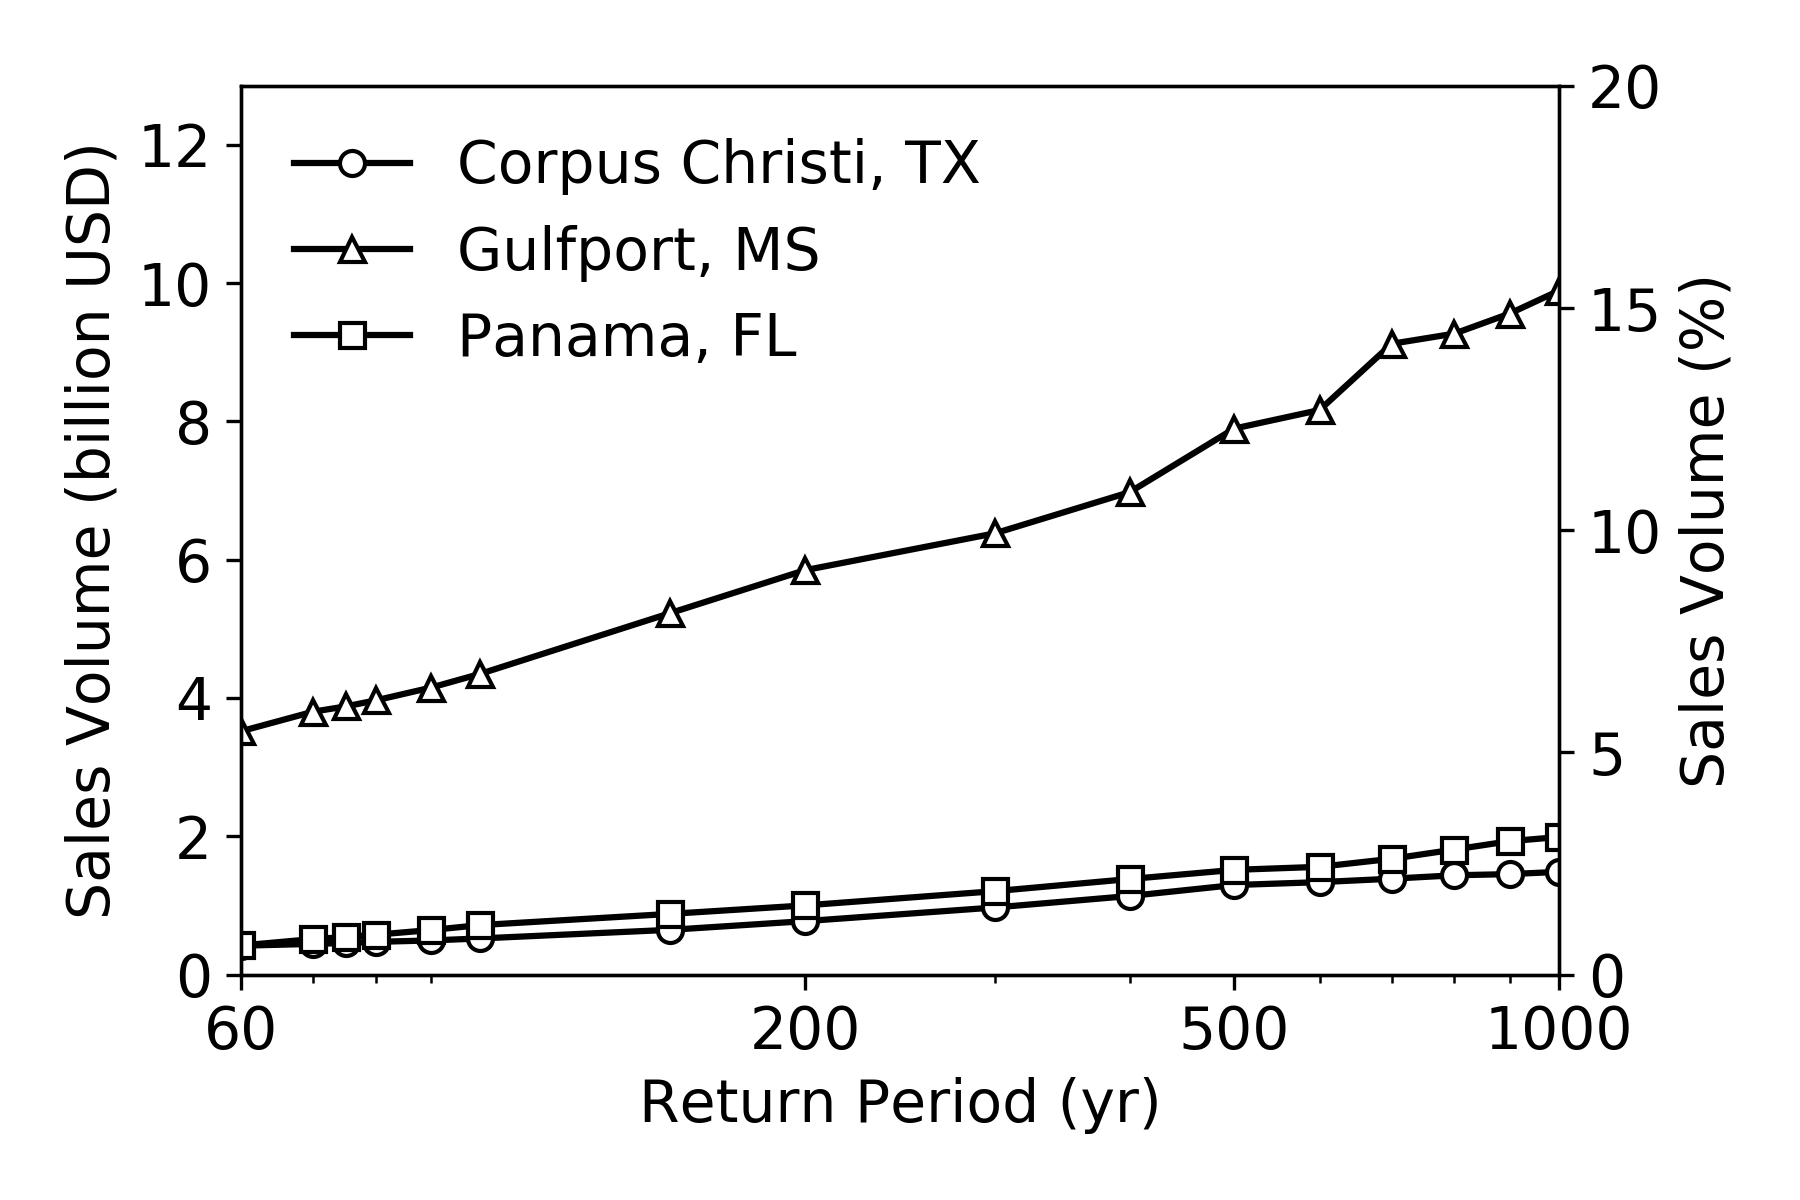 Sales Volume (billion USD)
12
10
8
6
4
2
0
Corpus Christi, TX
Gulfport, MS
Panama, FL
20
15
10
5
0
Sales Volume (%)
60 200 500 1000
Return Period (yr)